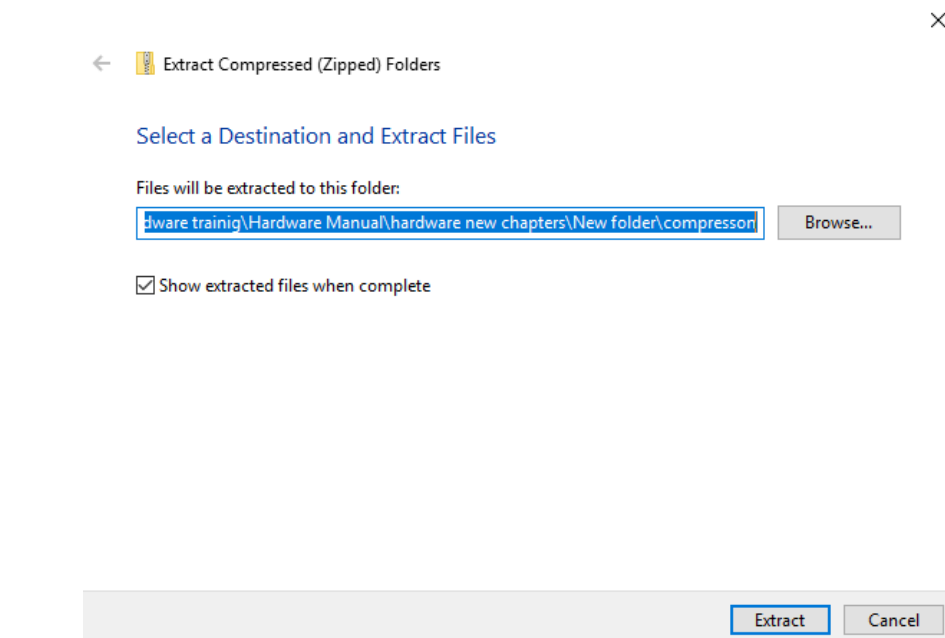 Extract Compressed (Zipped) Folders
Select a Destination and Extract Files
Files will be extracted to this folder:
dware trainig\Hardware Manual\hardware new chapters\New folder\compresson
Browse...
Show extracted files when complete
Extract
Cancel